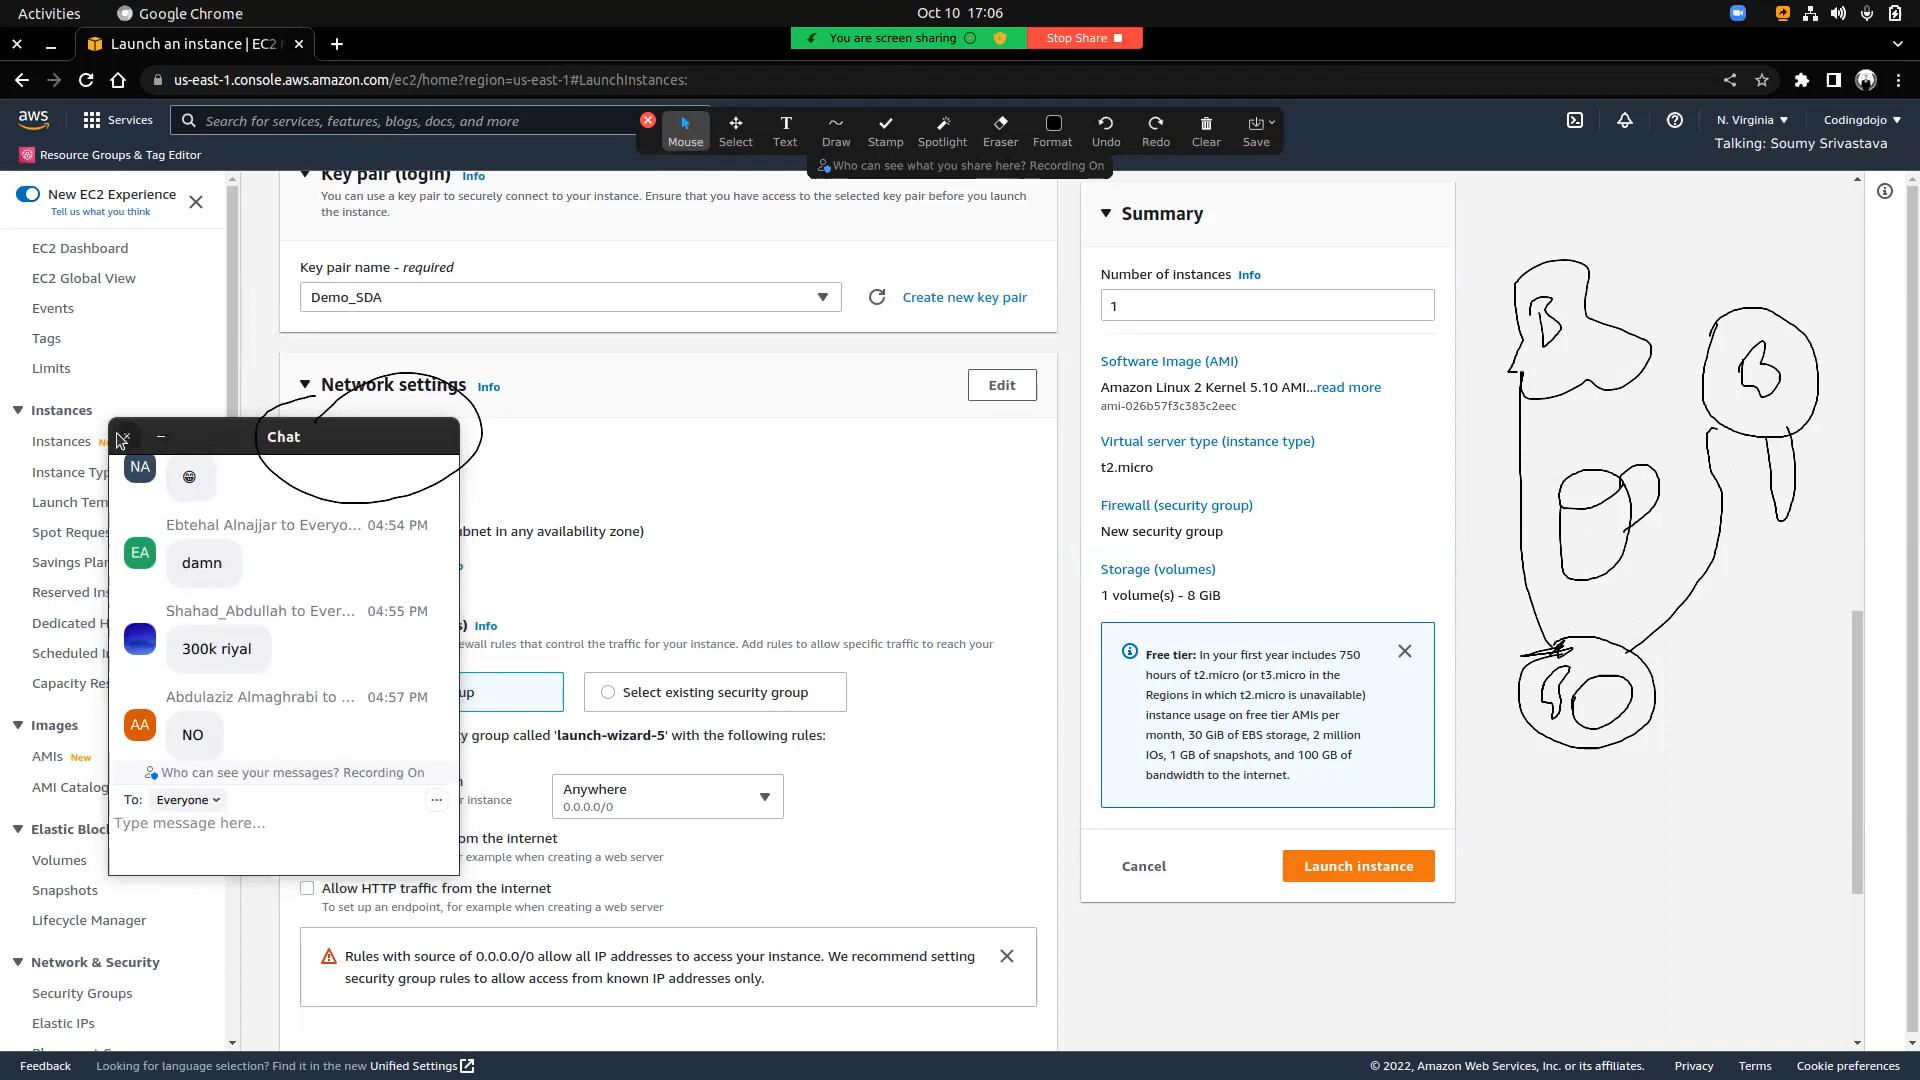 Activities
Google Chrome
Oct 10 17:06
Launch an instance | EC2
You are screen sharing
Stop Share
us-east-1.console.aws.amazon.com/ec2/home?region=us-east-1#LaunchInstances:
aws
Services
Search for services, features, blogs, docs, and more
Mouse
Select
Text
Draw
Stamp
Spotlight
Eraser
Format
Undo
Redo
Clear
Save
Who can see what you share here? Recording On
N. Virginia
Codingdojo
Talking: Soumy Srivastava
Resource Groups & Tag Editor
New EC2 Experience
Tell us what you think
EC2 Dashboard
EC2 Global View
Events
Tags
Limits
Instances
Instances
Instance
Launch
Spot
Savings
Reserved
Dedicated
Scheduled
Capacity
Images
AMIs New
AMI
Elastic
Volumes
Snapshots
Lifecycle Manager
Network & Security
Security Groups
Elastic IPs
Key pair (login) Info
You can use a key pair to securely connect to your instance. Ensure that you have access to the selected key pair before you launch
the instance.
Key pair name - required
Demo_SDA
Create new key pair
Network settings Info
Edit
Chat
NA
😁
Ebtehal Alnajjar to Everyo... 04:54 PM
EA
damn
Shahad_Abdullah to Ever... 04:55 PM
300k riyal
Abdulaziz Almaghrabi to ... 04:57 PM
AA
NO
Who can see your messages? Recording On
To: Everyone
Type message here...
in any availability zone)
Info
rules that control the traffic for your instance. Add rules to allow specific traffic to reach your
Select existing security group
group called 'launch-wizard-5' with the following rules:
instance
Anywhere
0.0.0.0/0
the internet
example when creating a web server
Allow HTTP traffic from the internet
To set up an endpoint, for example when creating a web server
Rules with source of 0.0.0.0/0 allow all IP addresses to access your instance. We recommend setting
security group rules to allow access from known IP addresses only.
Summary
Number of instances Info
1
Software Image (AMI)
Amazon Linux 2 Kernel 5.10 AMI...read more
ami-026b57f3c383c2eec
Virtual server type (instance type)
t2.micro
Firewall (security group)
New security group
Storage (volumes)
1 volume(s) - 8 GiB
Free tier: In your first year includes 750
hours of t2.micro (or t3.micro in the
Regions in which t2.micro is unavailable)
instance usage on free tier AMIs per
month, 30 GiB of EBS storage, 2 million
IOs, 1 GB of snapshots, and 100 GB of
bandwidth to the internet.
Cancel
Launch instance
Feedback
Looking for language selection? Find it in the new Unified Settings
© 2022, Amazon Web Services, Inc. or its affiliates.
Privacy
Terms
Cookie preferences